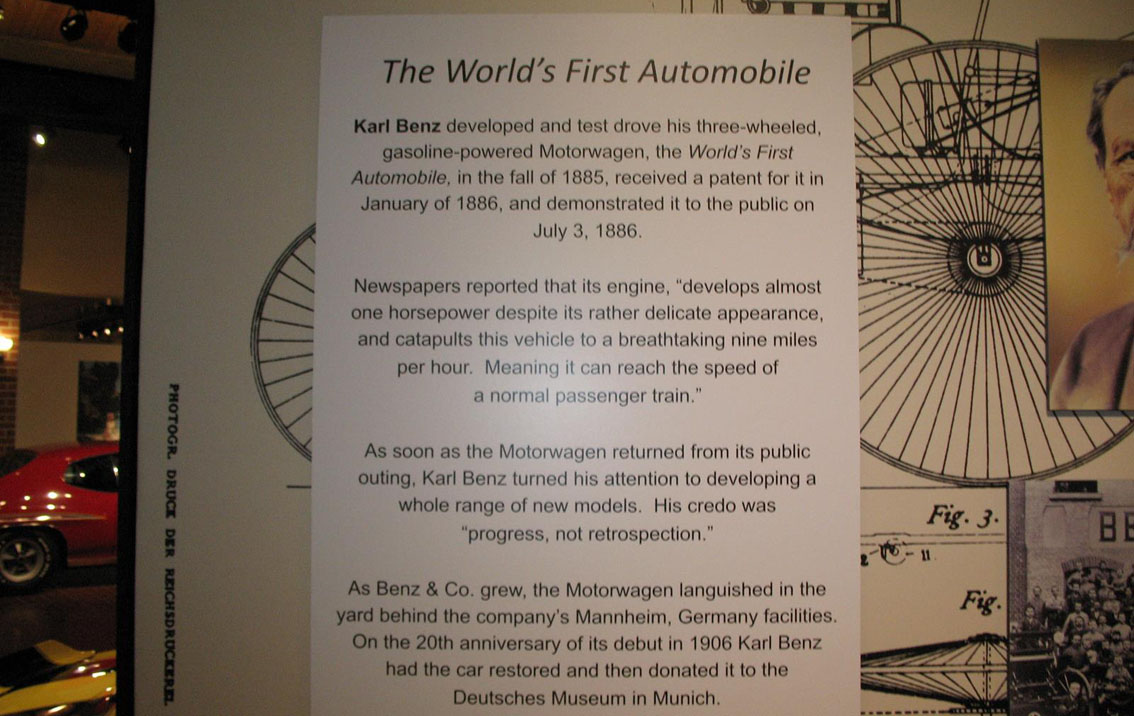 The World's First Automobile
Karl Benz developed and test drove his three-wheeled,
gasoline-powered Motorwagen, the World's First
Automobile, in the fall of 1885, received a patent for it in
January of 1886, and demonstrated it to the public on
July 3, 1886.
Newspapers reported that its engine, “develops almost
one horsepower despite its rather delicate appearance,
and catapults this vehicle to a breathtaking nine miles
per hour. Meaning it can reach the speed of
a normal passenger train.”
As soon as the Motorwagen returned from its public
outing, Karl Benz turned his attention to developing a
whole range of new models. His credo was
“progress, not retrospection.”
As Benz & Co. grew, the Motorwagen languished in the
yard behind the company's Mannheim, Germany facilities.
On the 20th anniversary of its debut in 1906 Karl Benz
had the car restored and then donated it to the
Deutsches Museum in Munich.
PHOTOGR. DRUCK DER REICHSDRUCKEREI.
Fig. 3.
11
Fig.
BE